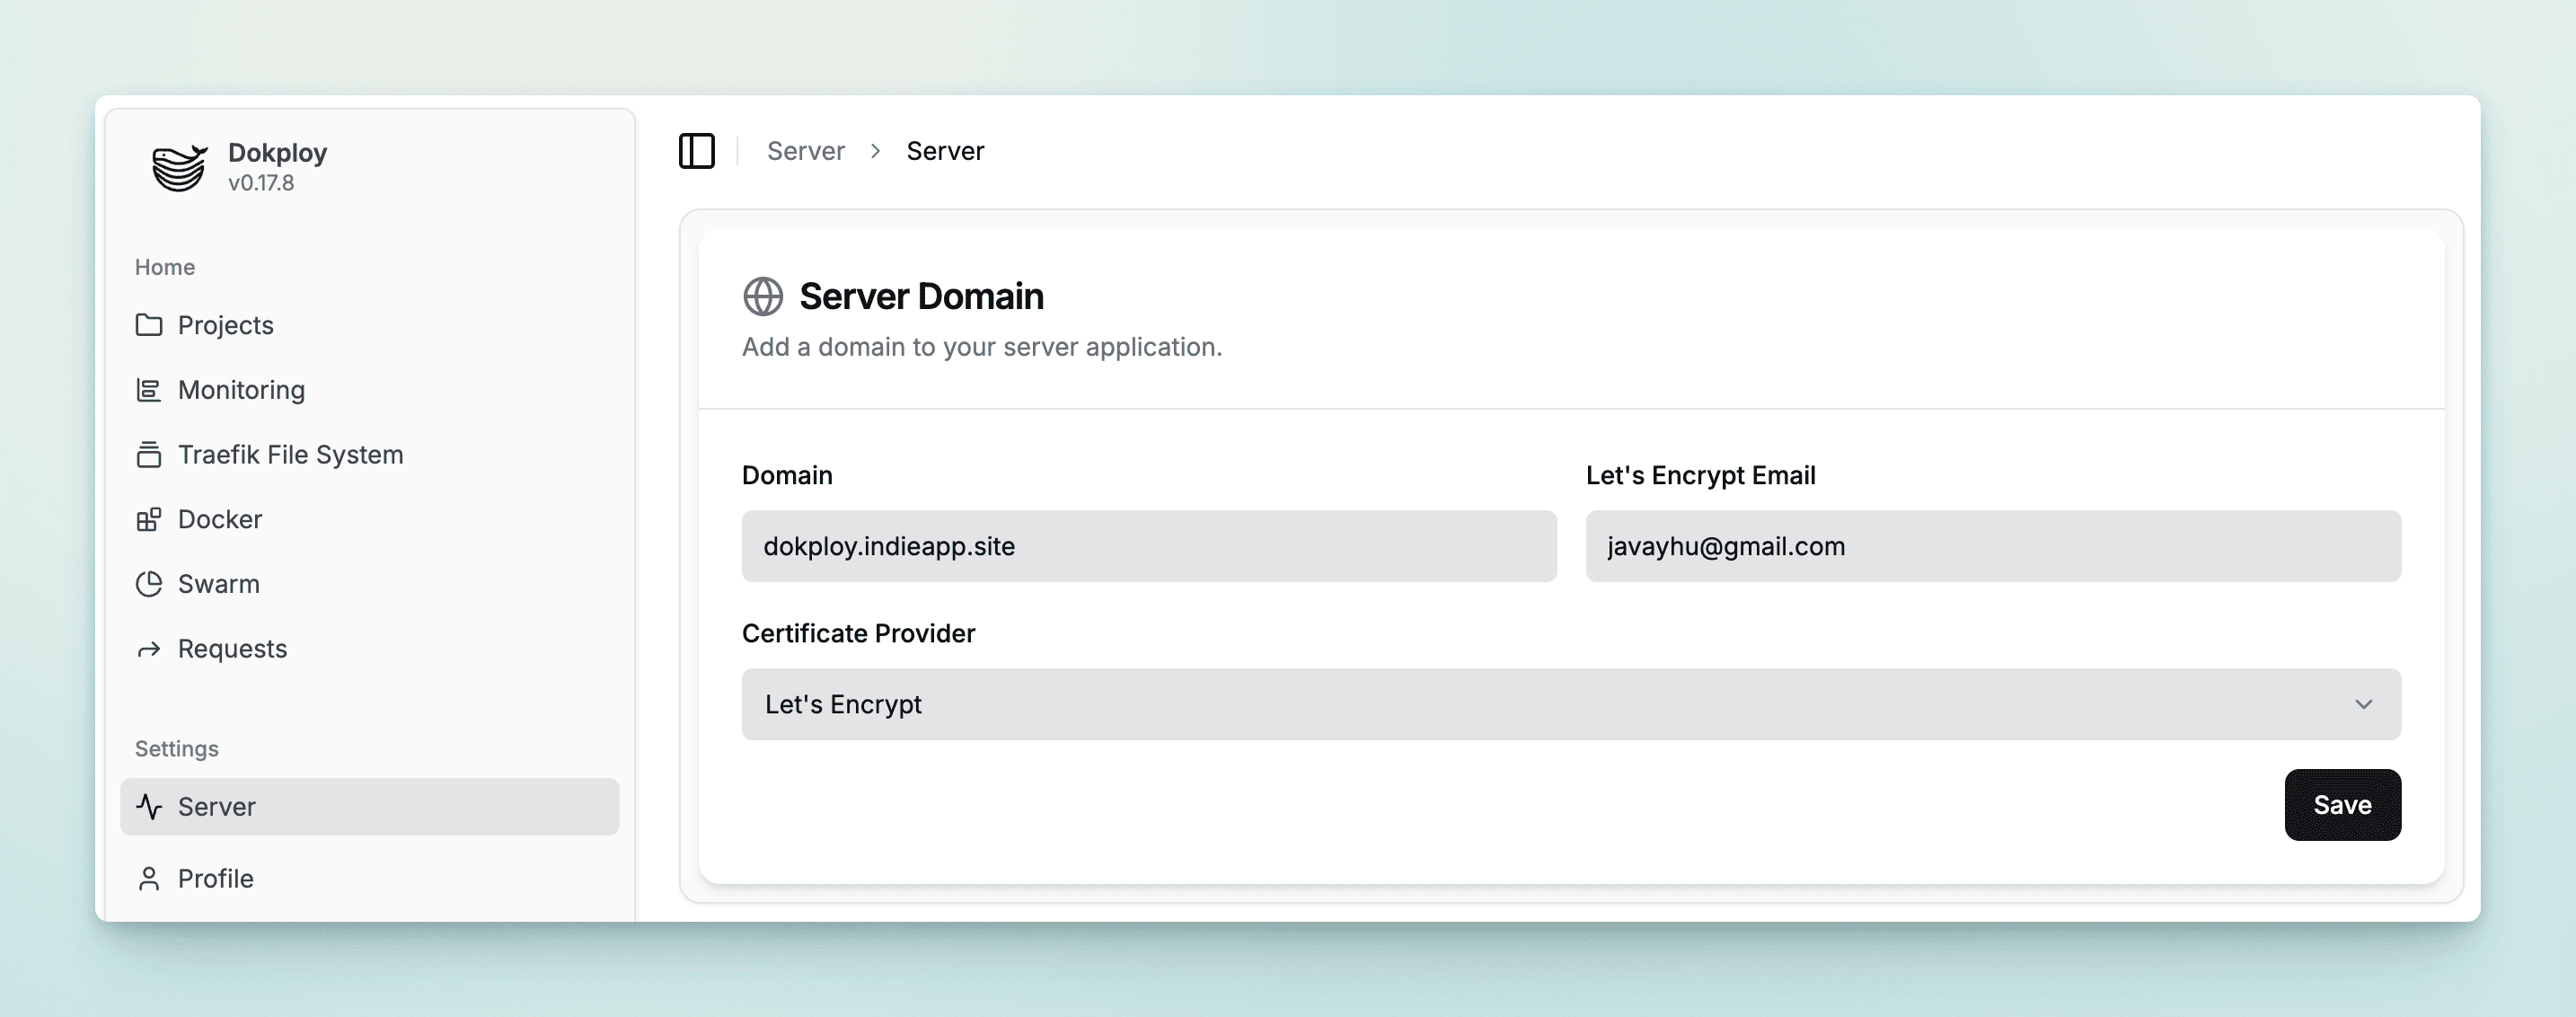 Dokploy
v0.17.8
Home
Projects
Monitoring
Traefik File System
Docker
Swarm
Requests
Settings
Server
Profile
Server > Server
Server Domain
Add a domain to your server application.
Domain
dokploy.indieapp.site
Let's Encrypt Email
javayhu@gmail.com
Certificate Provider
Let's Encrypt
Save